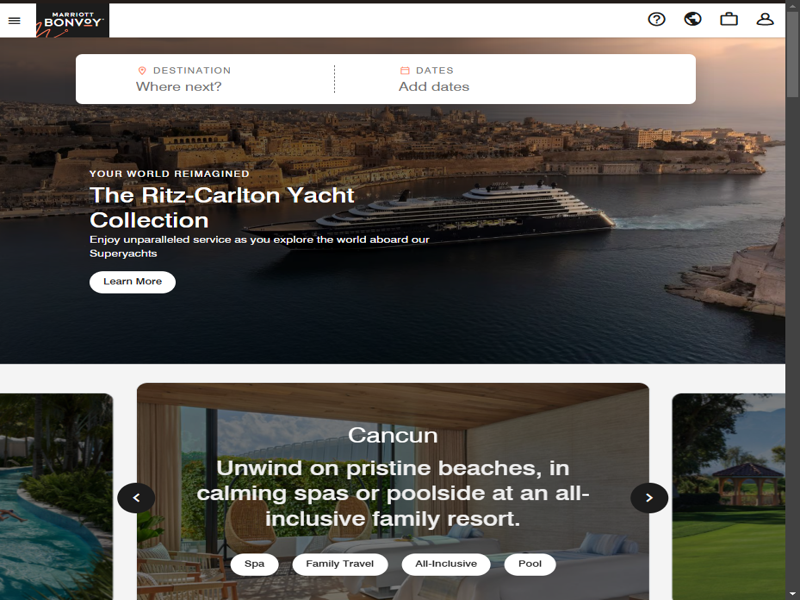 MARRIOTT
BONVOY
DESTINATION
Where next?
DATES
Add dates
YOUR WORLD REIMAGINED
The Ritz-Carlton Yacht
Collection
Enjoy unparalleled service as you explore the world aboard our
Superyachts
Learn More
Cancun
Unwind on pristine beaches, in
calming spas or poolside at an all-
inclusive family resort.
Spa
Family Travel
All-Inclusive
Pool